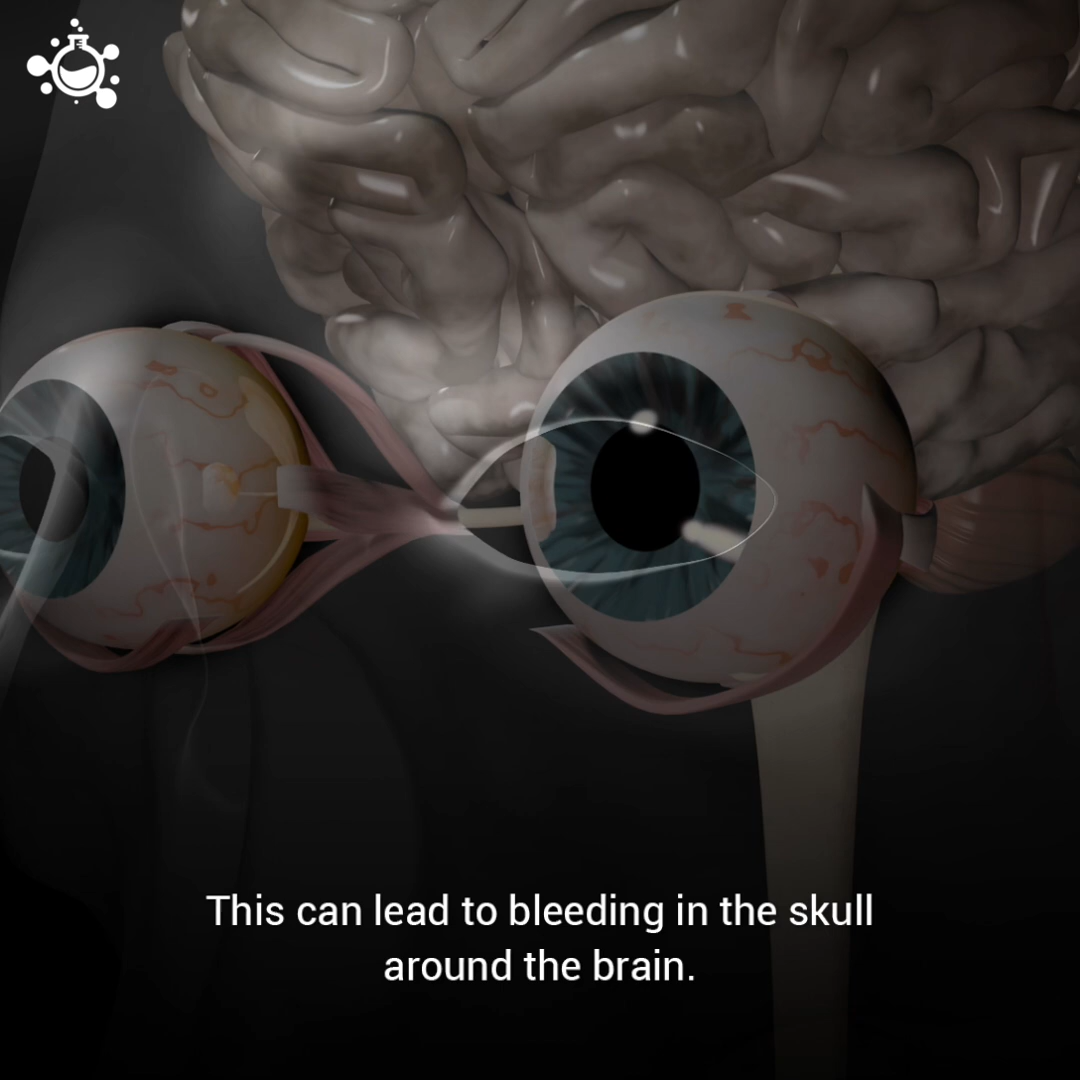 This can lead to bleeding in the skull
around the brain.